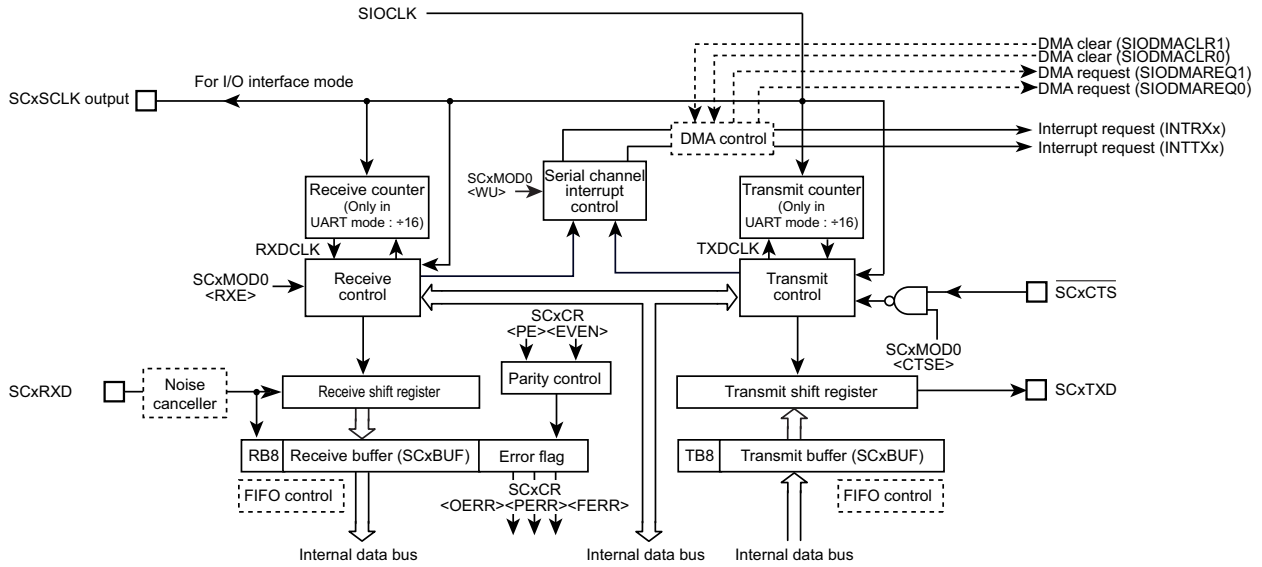 SIOCLK
DMA clear (SIODMACLR1)
DMA clear (SIODMACLR0)
DMA request (SIODMAREQ1)
DMA request (SIODMAREQ0)
For I/O interface mode
SCxSCLK output
DMA control
Interrupt request (INTRXx)
Interrupt request (INTTXx)
Receive counter
(Only in
UART mode : ÷16)
SCxMOD0
<WU>
Serial channel
interrupt
control
Transmit counter
(Only in
UART mode : ÷16)
RXDCLK
TXDCLK
SCxMOD0
<RXE>
Receive
control
Transmit
control
SCxCTS
SCxCR
<PE><EVEN>
SCxMOD0
<CTSE>
SCxRXD
Noise
canceller
Receive shift register
Parity control
Transmit shift register
SCxTXD
RB8
Receive buffer (SCxBUF)
Error flag
TB8
Transmit buffer (SCxBUF)
FIFO control
SCxCR
<OERR><PERR><FERR>
FIFO control
Internal data bus
Internal data bus
Internal data bus